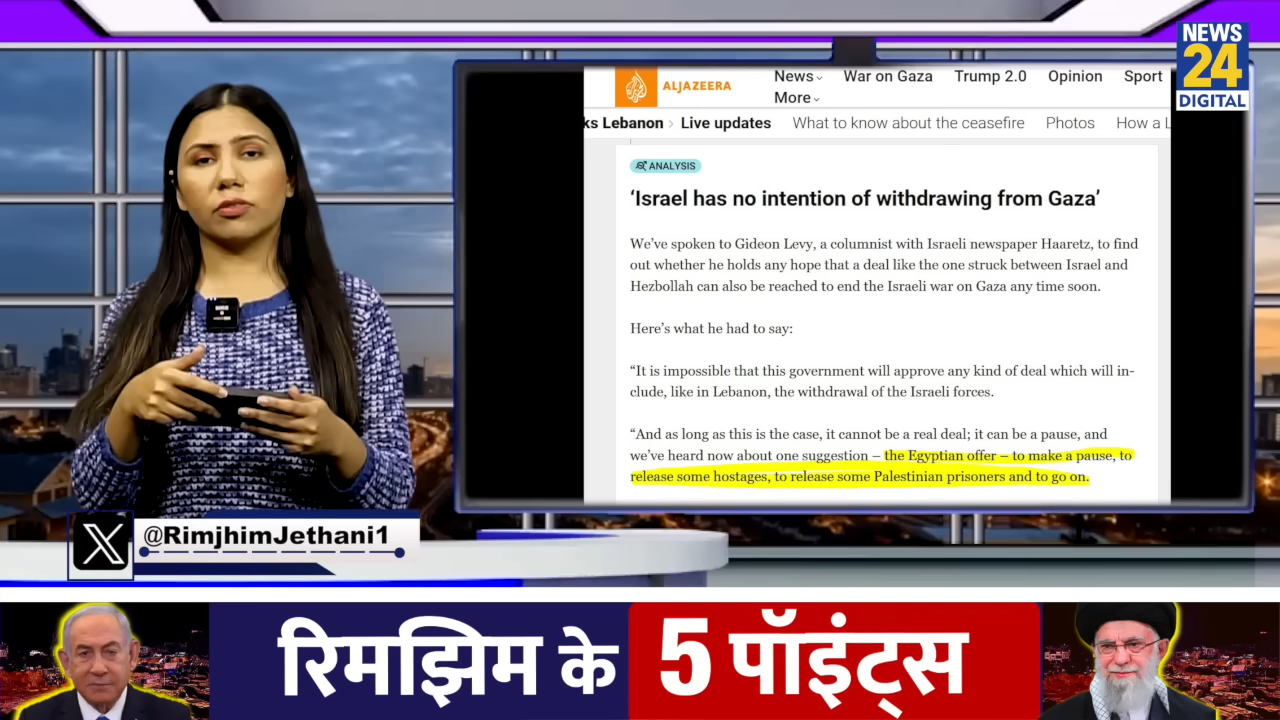 NEWS
24
DIGITAL
ALJAZEERA
News
War on Gaza
Trump 2.0
Opinion
Sport
More
ks Lebanon
Live updates
What to know about the ceasefire
Photos
How a L
ANALYSIS
‘Israel has no intention of withdrawing from Gaza’
We’ve spoken to Gideon Levy, a columnist with Israeli newspaper Haaretz, to find
out whether he holds any hope that a deal like the one struck between Israel and
Hezbollah can also be reached to end the Israeli war on Gaza any time soon.
Here’s what he had to say:
“It is impossible that this government will approve any kind of deal which will in-
clude, like in Lebanon, the withdrawal of the Israeli forces.
“And as long as this is the case, it cannot be a real deal; it can be a pause, and
we’ve heard now about one suggestion – the Egyptian offer – to make a pause, to
release some hostages, to release some Palestinian prisoners and to go on.
@RimjhimJethani1
रिमझिम के 5 पॉइंट्स